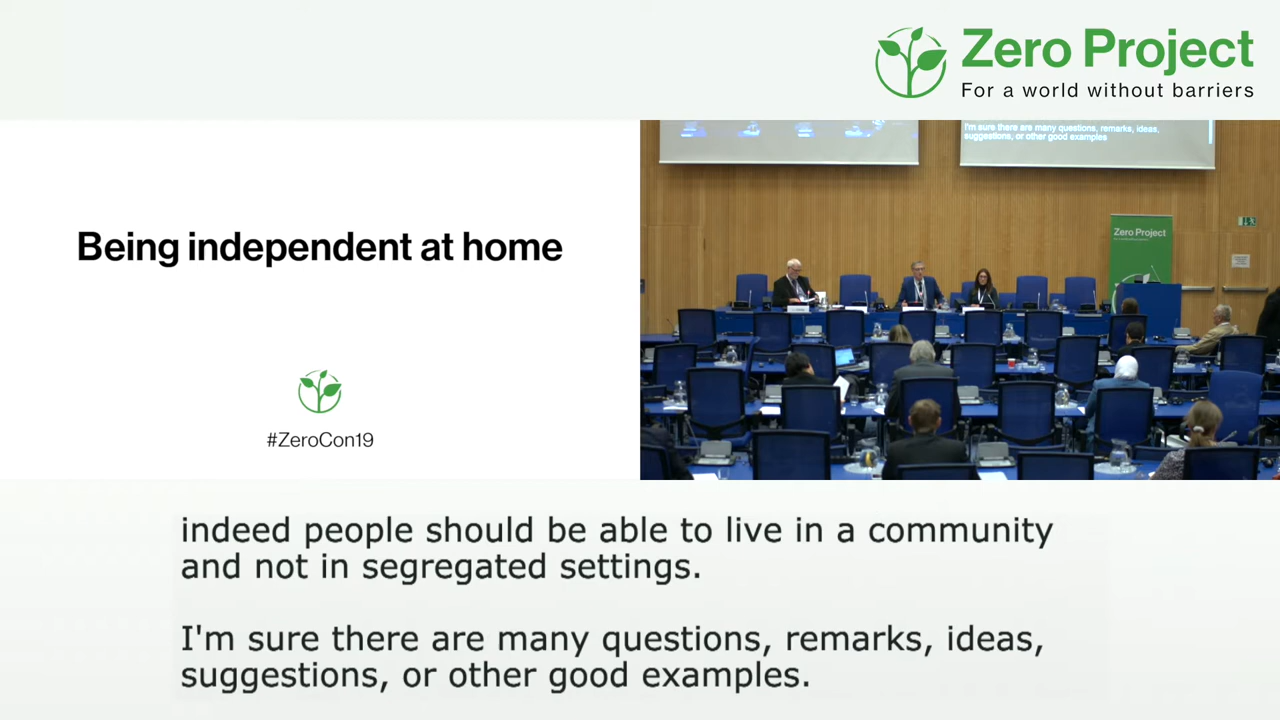 Zero Project
For a world without barriers
I'm sure there are many questions, remarks, ideas,
suggestions, or other good examples
Being independent at home
Zero Project
#ZeroCon19
indeed people should be able to live in a community
and not in segregated settings.
I'm sure there are many questions, remarks, ideas,
suggestions, or other good examples.